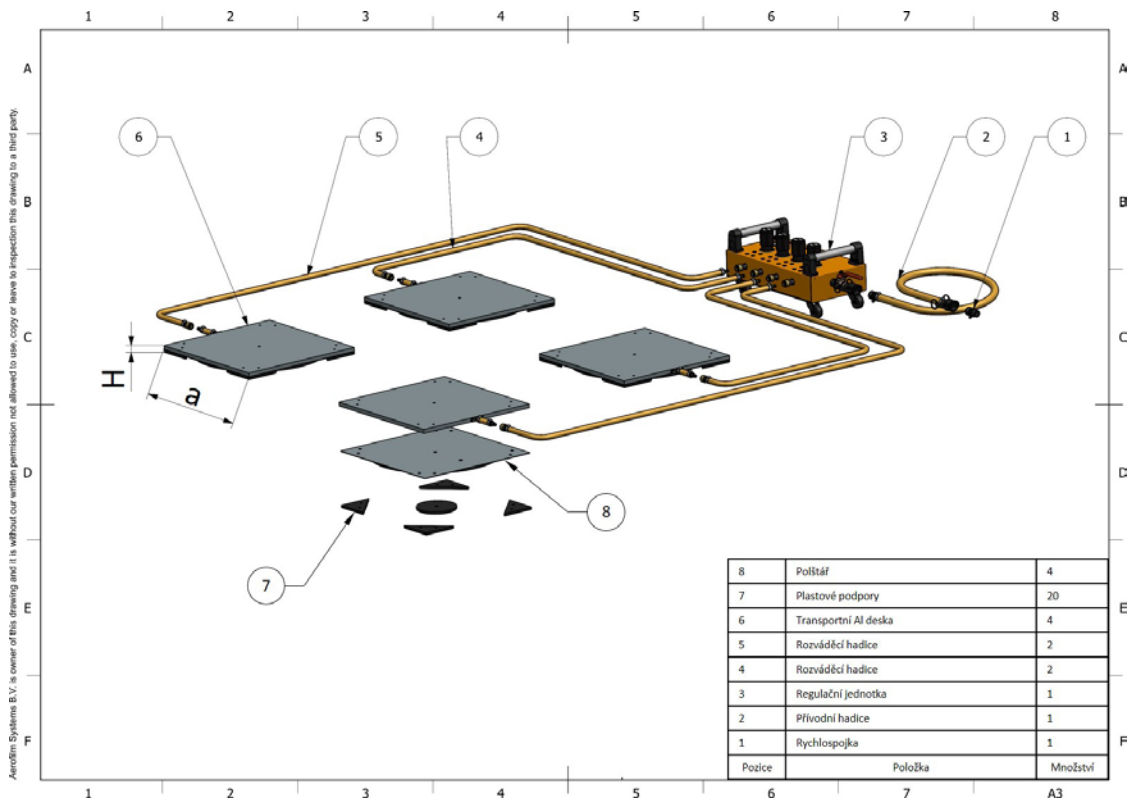 1 2 3 4 5 6 7 8
A A
B B
C C
D D
E E
F F
1 2 3 4 5 6 7 A3
Aerofilm Systems B.V. is owner of this drawing and it is without our written permission not allowed to use, copy or leave to inspection this drawing to a third party.
6 5 4 3 2 1
H
a
8
7
8 Polštář 4
7 Plastové podpory 20
6 Transportní Al deska 4
5 Rozváděcí hadice 2
4 Rozváděcí hadice 2
3 Regulační jednotka 1
2 Přívodní hadice 1
1 Rychlospojka 1
Pozice Položka Množství